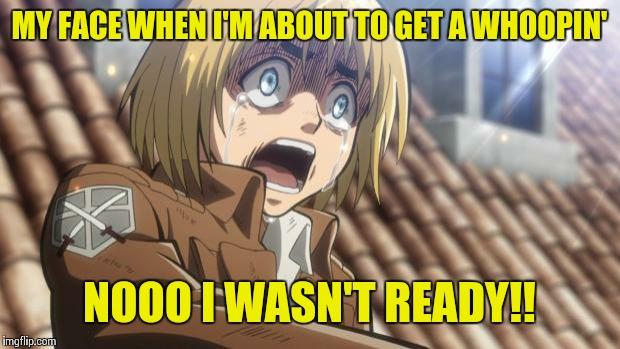 MY FACE WHEN I'M ABOUT TO GET A WHOOPIN'
NOOO I WASN'T READY!!
imgflip.com